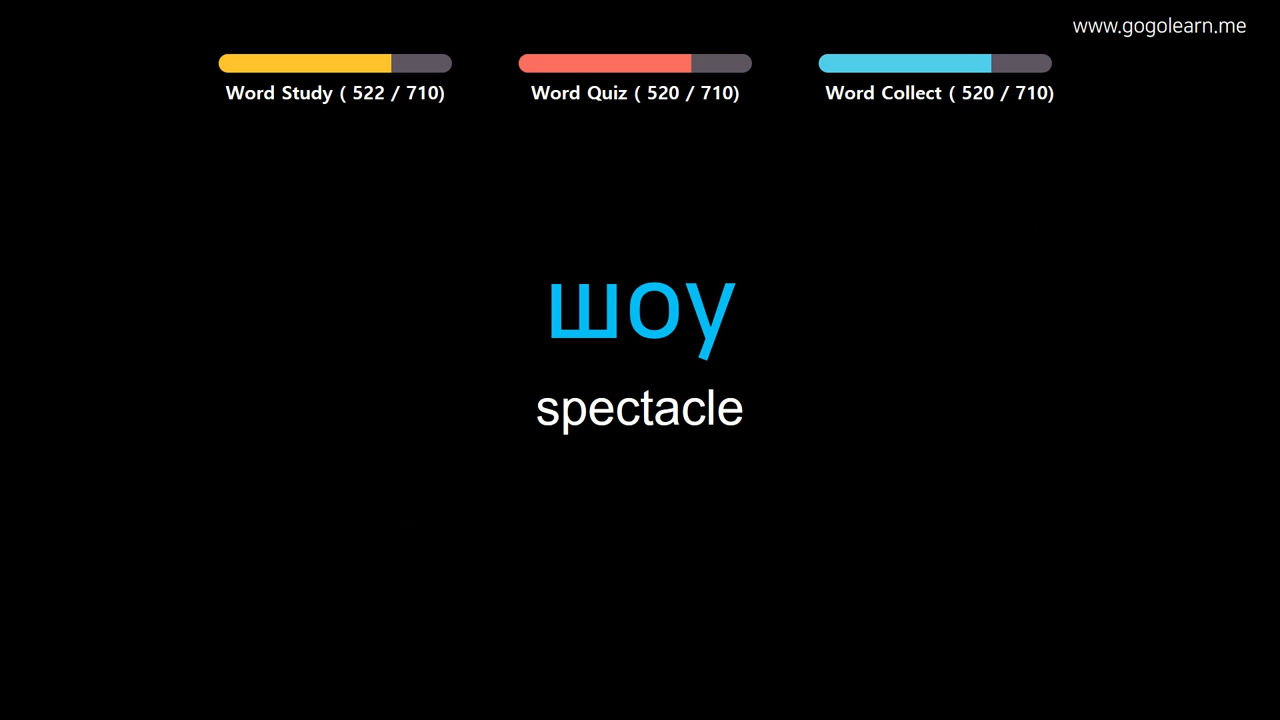 www.gogolearn.me
Word Study ( 522 / 710)
Word Quiz ( 520 / 710)
Word Collect ( 520 / 710)
шоу
spectacle